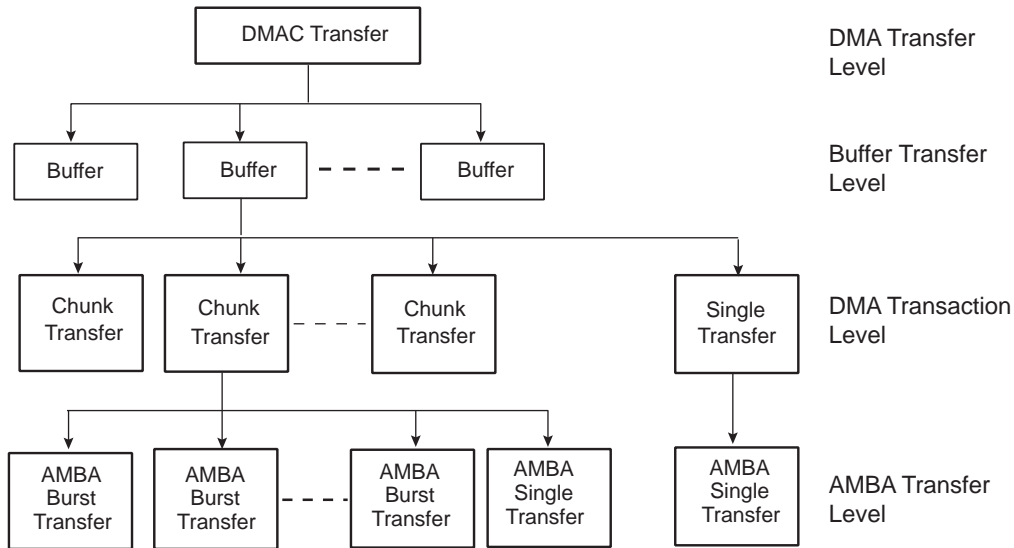 DMAC Transfer
DMA Transfer
Level
Buffer
Buffer
Buffer
Buffer Transfer
Level
Chunk
Transfer
Chunk
Transfer
Chunk
Transfer
Single
Transfer
DMA Transaction
Level
AMBA
Burst
Transfer
AMBA
Burst
Transfer
AMBA
Burst
Transfer
AMBA
Single
Transfer
AMBA
Single
Transfer
AMBA Transfer
Level